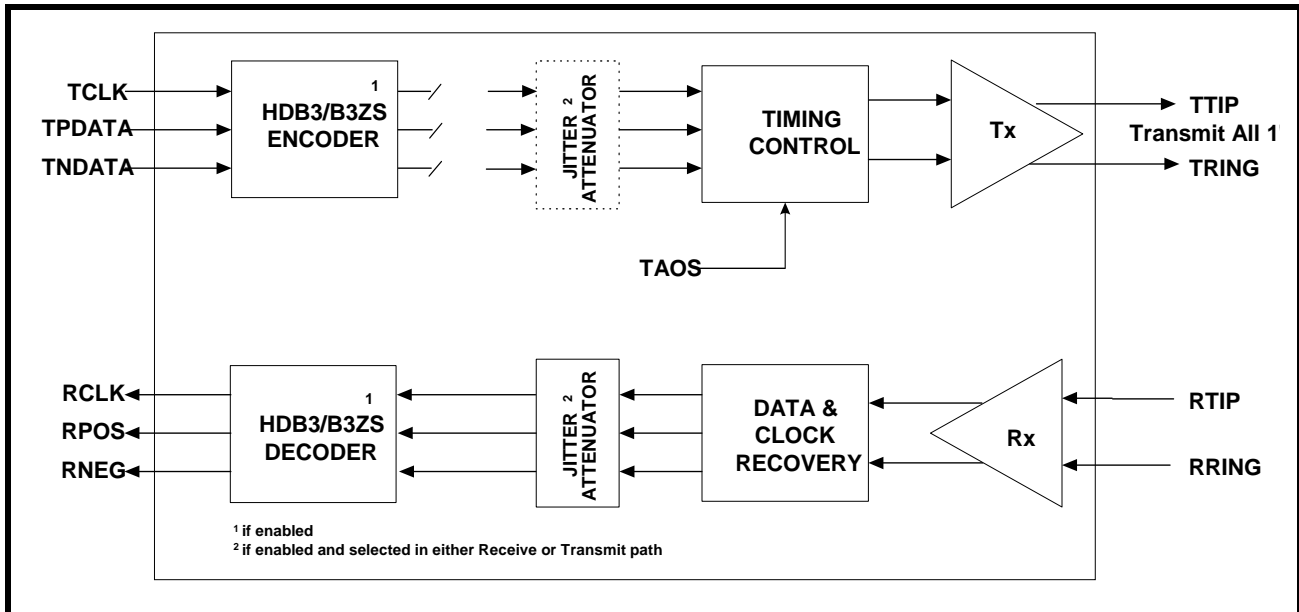 TCLK
TPDATA
TNDATA
1
HDB3/B3ZS
ENCODER
JITTER 2
ATTENUATOR
TIMING
CONTROL
Tx
TTIP
Transmit All 1'
TRING
TAOS
RCLK
RPOS
RNEG
1
HDB3/B3ZS
DECODER
JITTER 2
ATTENUATOR
DATA &
CLOCK
RECOVERY
Rx
RTIP
RRING
1 if enabled
2 if enabled and selected in either Receive or Transmit path